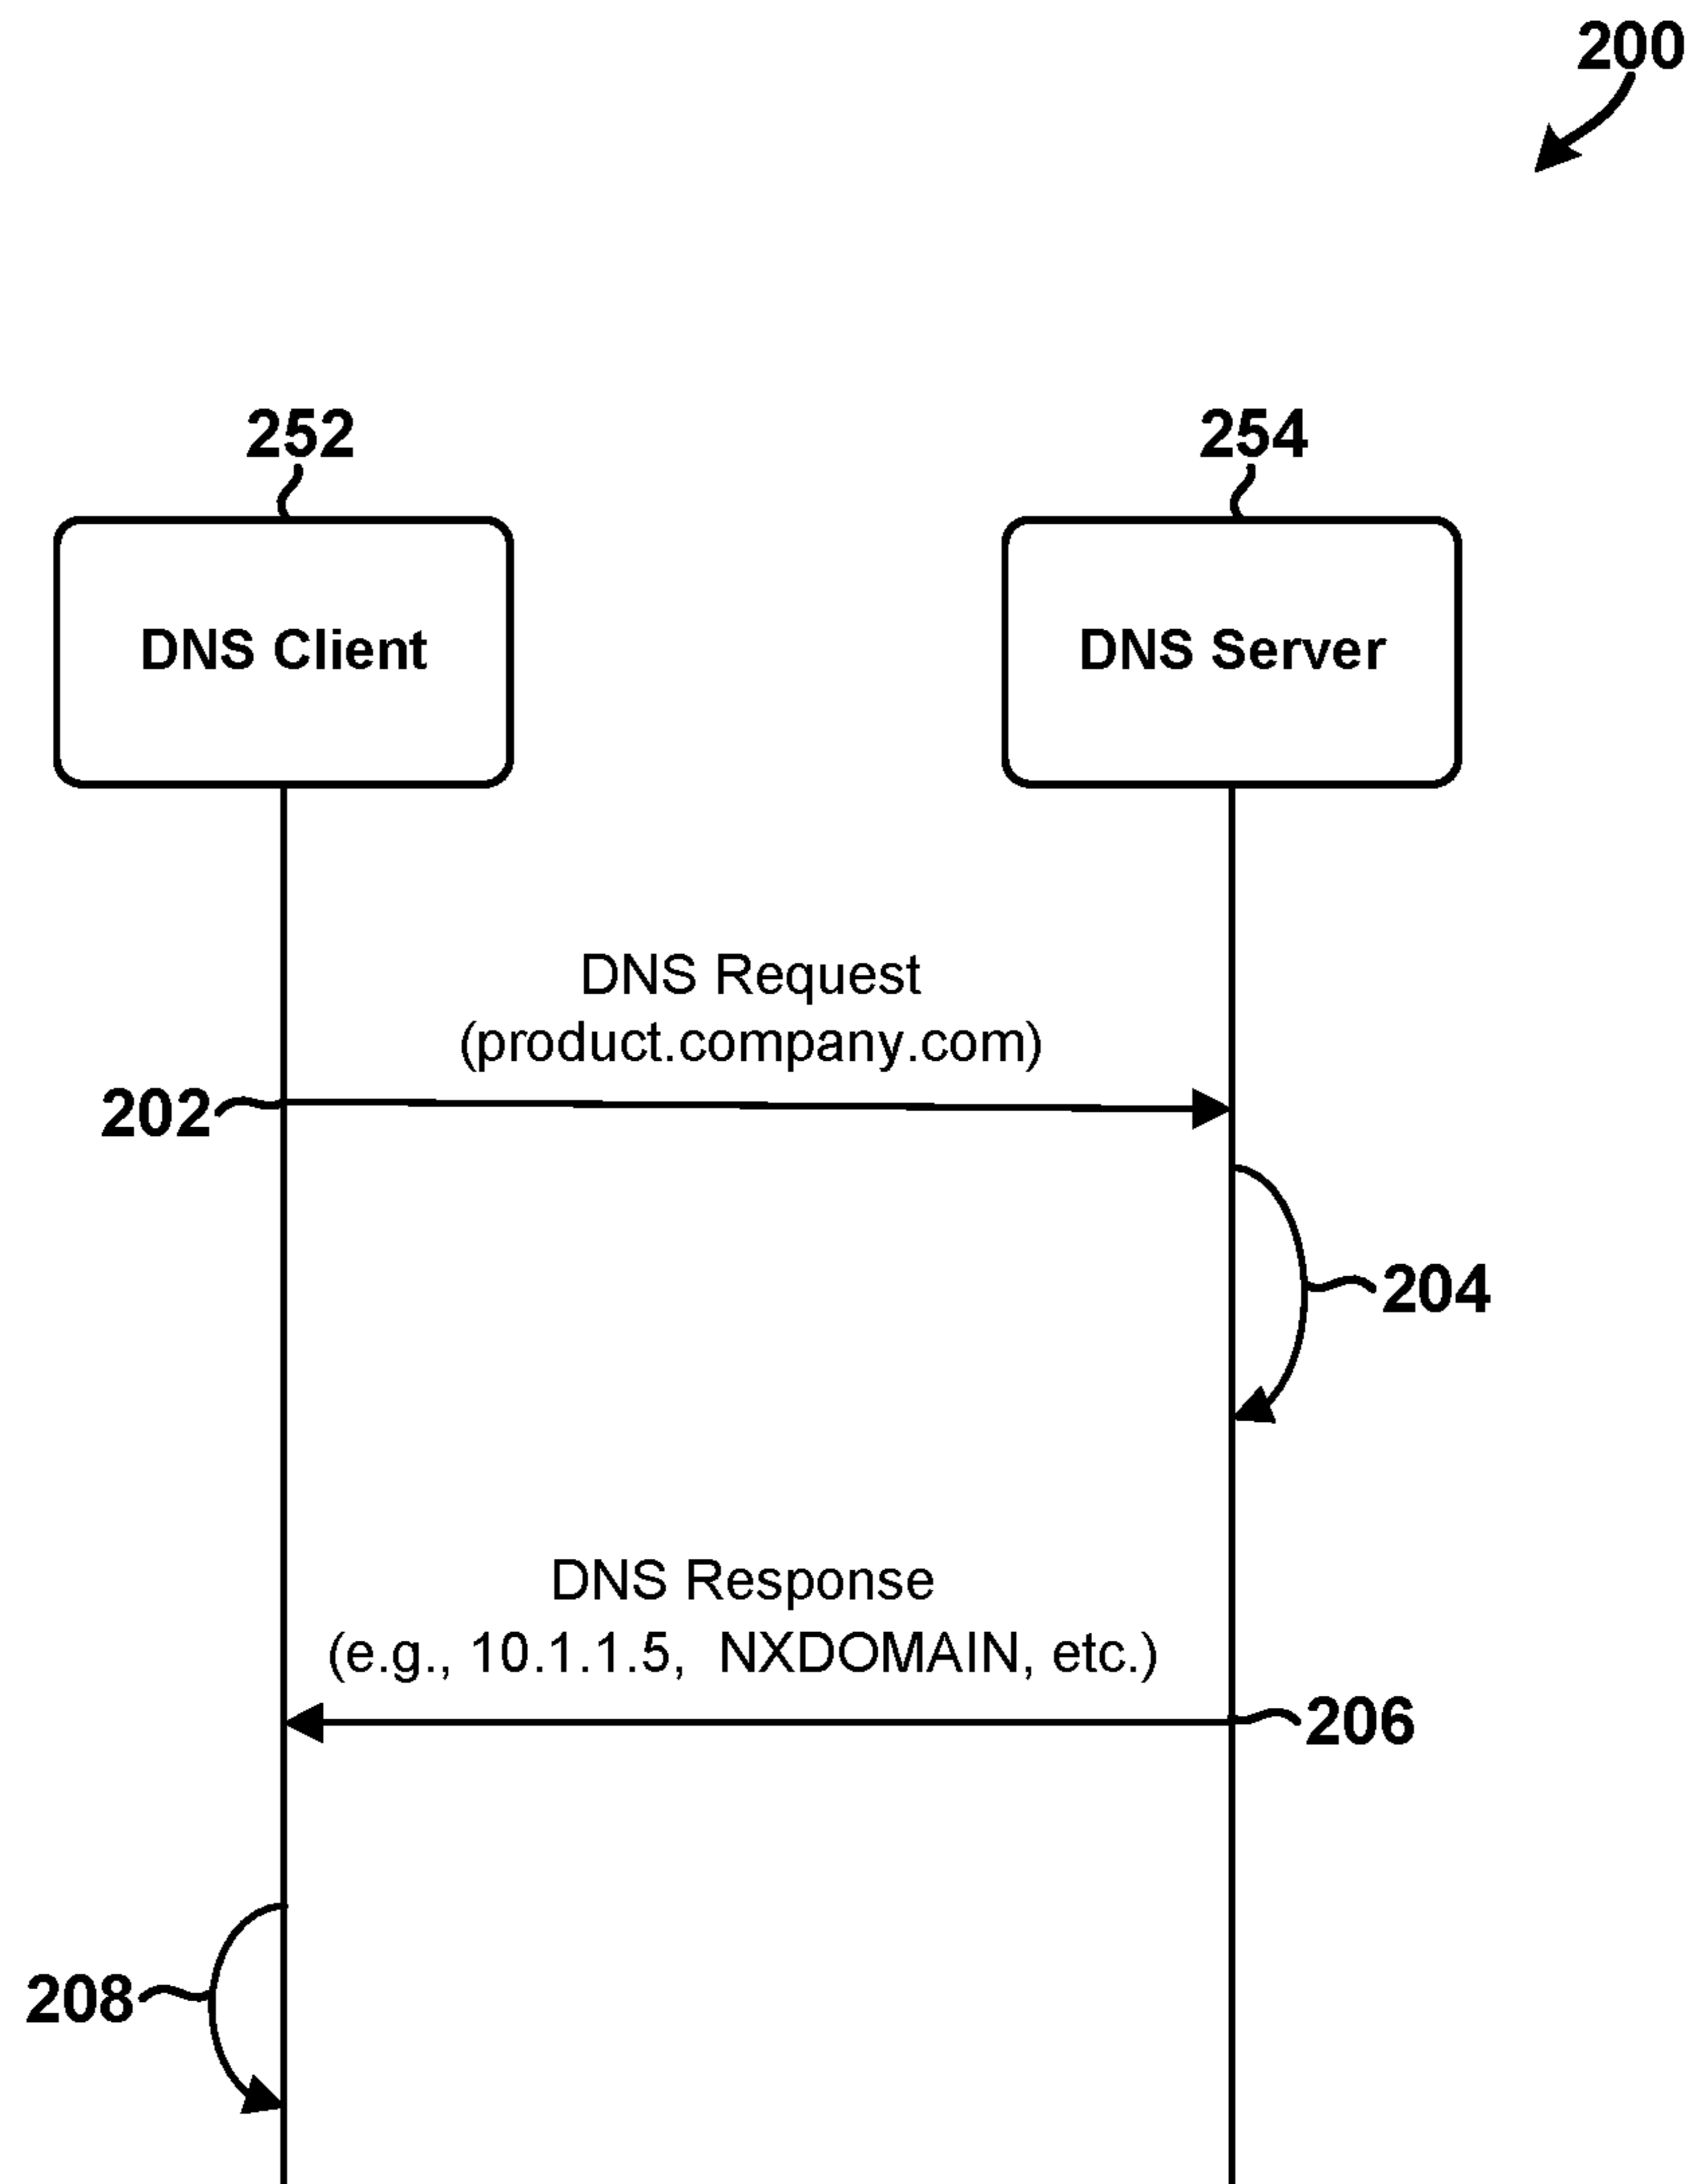 200
252
254
DNS Client
DNS Server
DNS Request
(product.company.com)
202
204
DNS Response
(e.g., 10.1.1.5, NXDOMAIN, etc.)
206
208